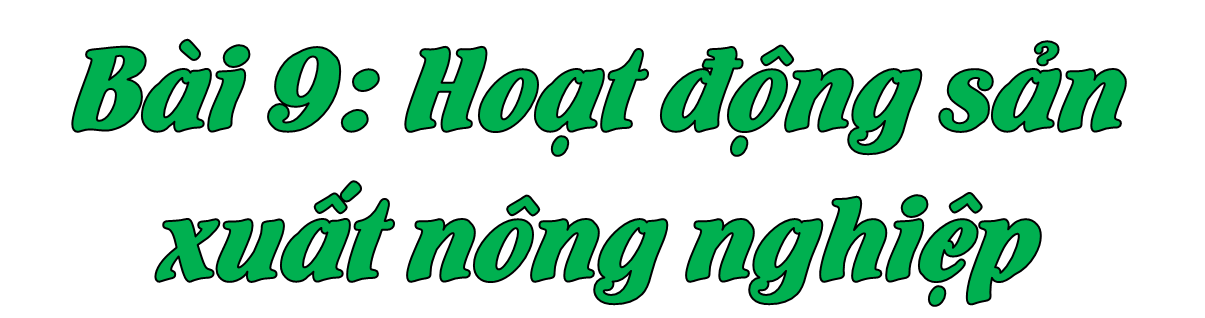 Bài 9: Hoạt động sản
xuất nông nghiệp